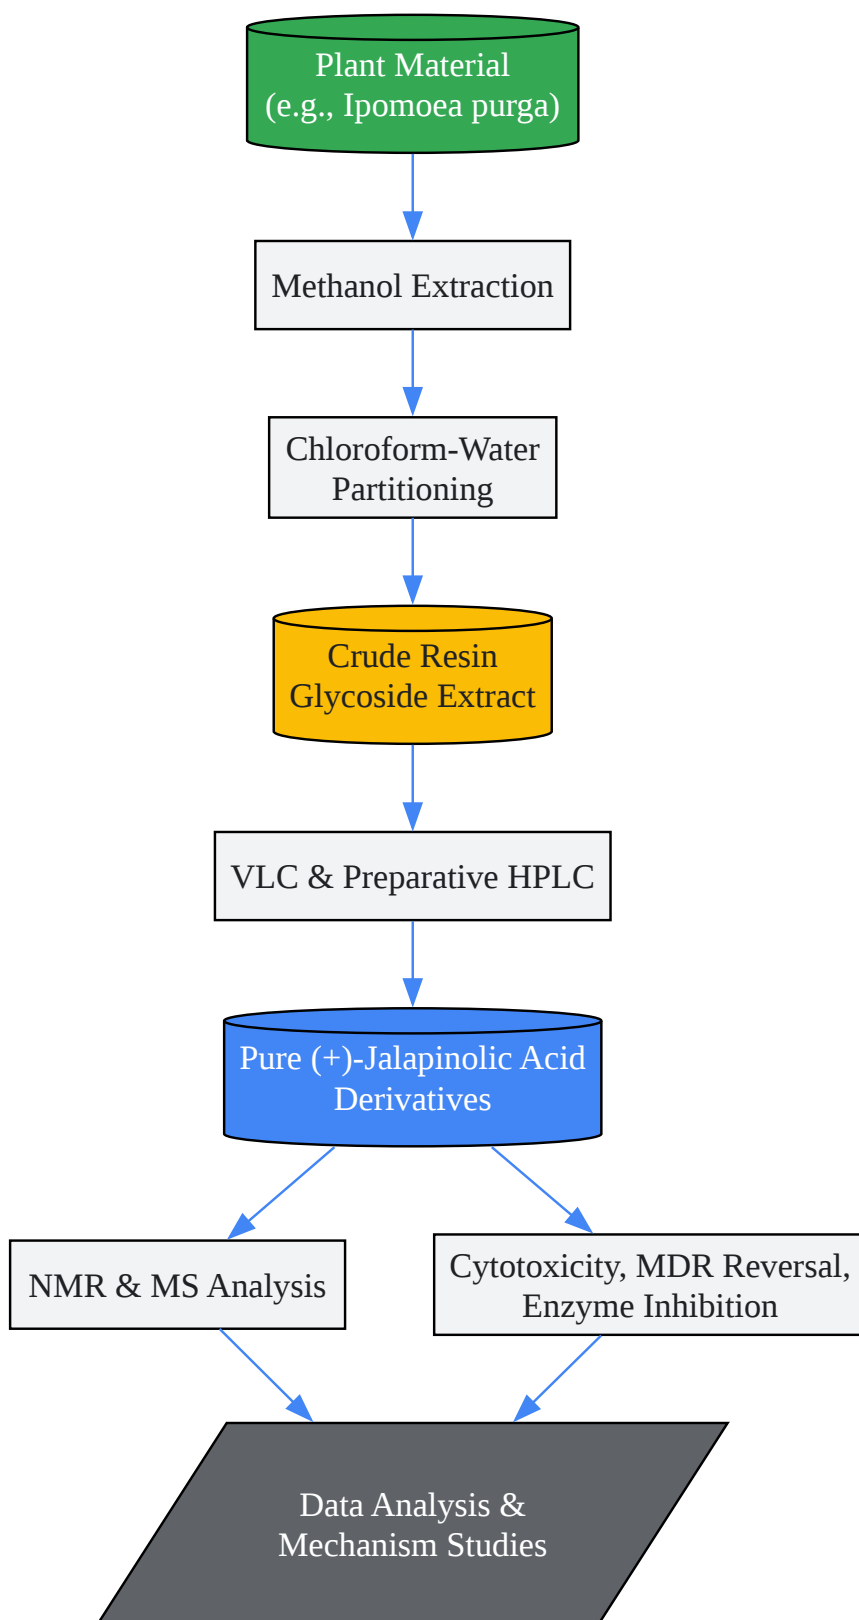 Plant Material
(e.g., Ipomoea purga)
Methanol Extraction
Chloroform-Water
Partitioning
Crude Resin
Glycoside Extract
VLC & Preparative HPLC
Pure (+)-Jalapinolic Acid
Derivatives
NMR & MS Analysis
Cytotoxicity, MDR Reversal,
Enzyme Inhibition
Data Analysis &
Mechanism Studies